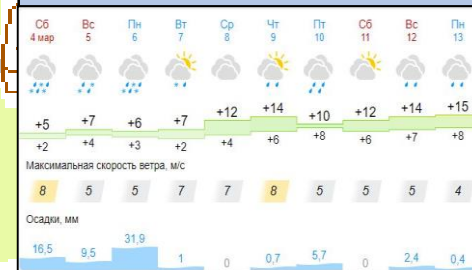 Сб Вс Пн Вт Ср Чт Пт Сб Вс Пн
4 мар 5 6 7 8 9 10 11 12 13
+5 +7 +6 +7 +12 +14 +10 +12 +14 +15
+2 +4 +3 +2 +4 +6 +8 +6 +7 +8
Максимальная скорость ветра, м/с
8 5 5 7 7 8 5 5 5 4
Осадки, мм
16,5 9,5 31,9 1 0 0,7 5,7 0 2,4 0,4